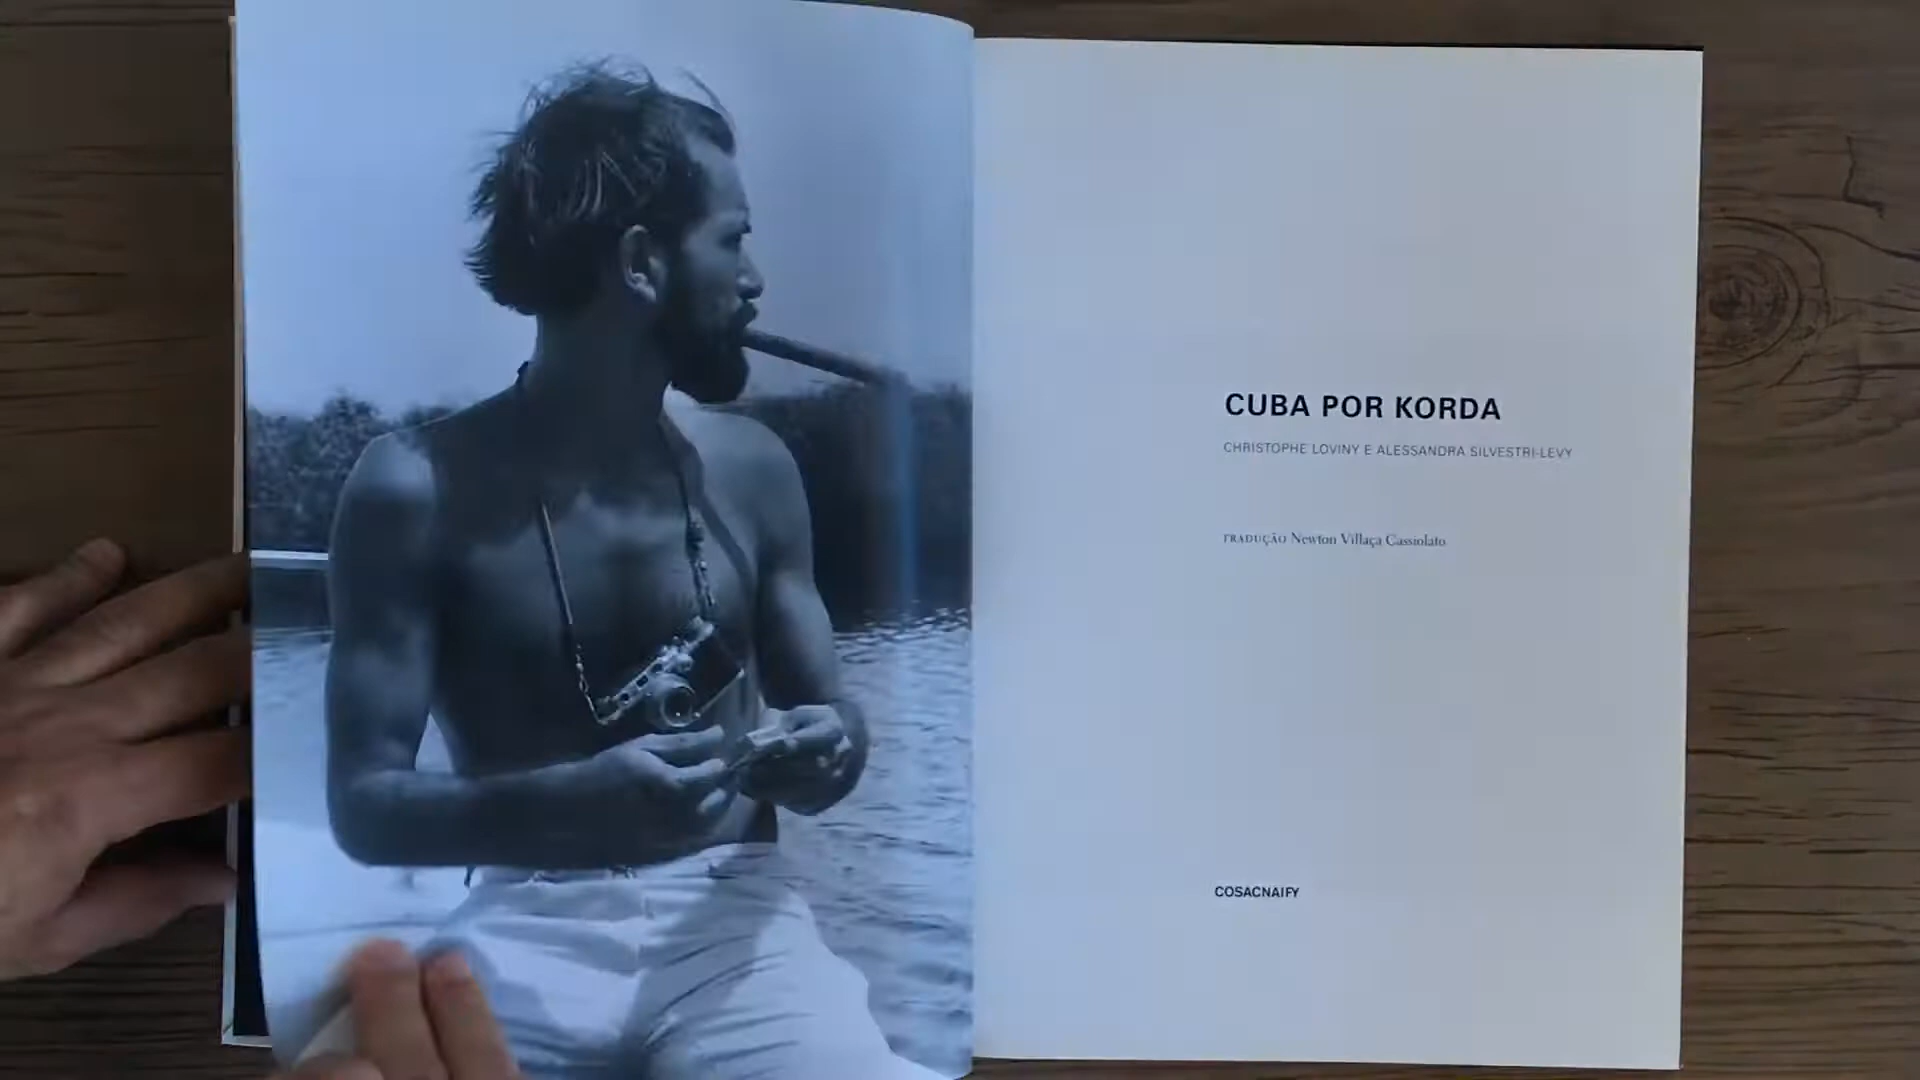 CUBA POR KORDA
CHRISTOPHE LOVINY E ALESSANDRA SILVESTRI-LEVY
TRADUÇÃO Newton Villaça Cassiolato
COSACNAIFY